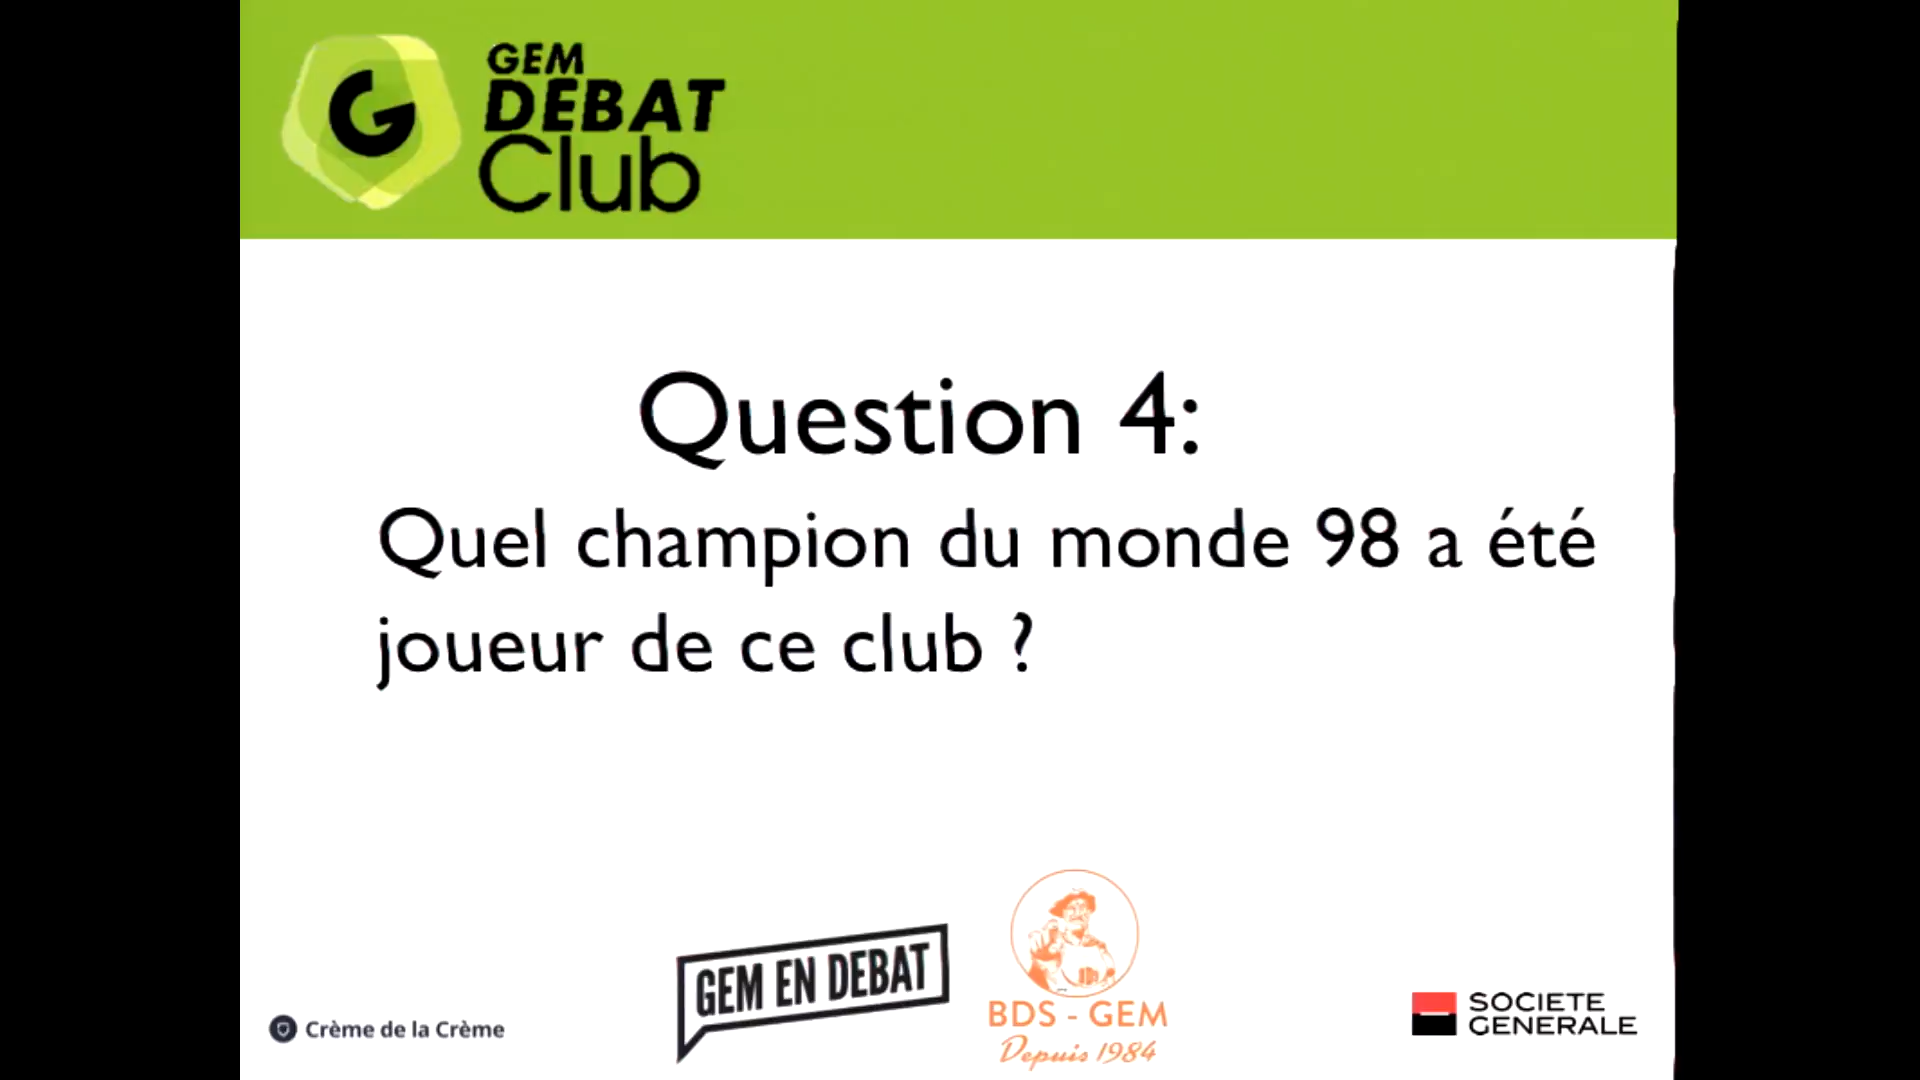 GEM
DEBAT
Club
Question 4:
Quel champion du monde 98 a été
joueur de ce club ?
GEM EN DEBAT
BDS - GEM
Depuis 1984
Crème de la Crème
SOCIETE
GENERALE